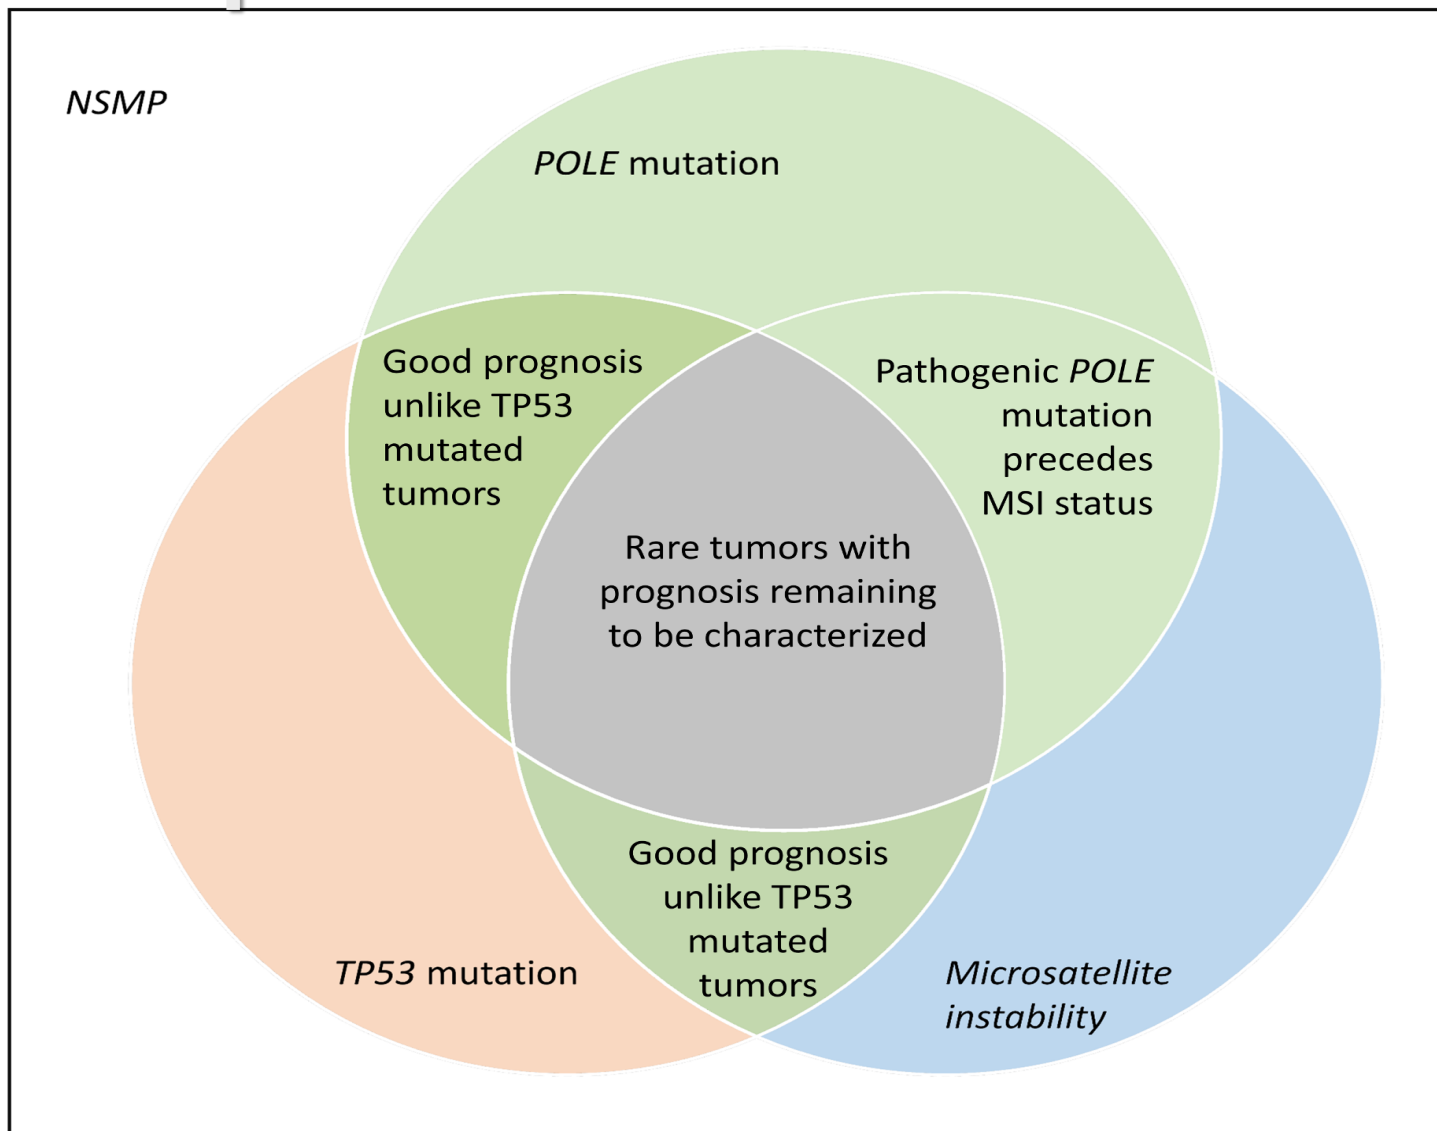 NSMP
POLE mutation
Good prognosis
unlike TP53
mutated
tumors
Pathogenic POLE
mutation
precedes
MSI status
Rare tumors with
prognosis remaining
to be characterized
Good prognosis
unlike TP53
mutated
tumors
TP53 mutation
Microsatellite
instability